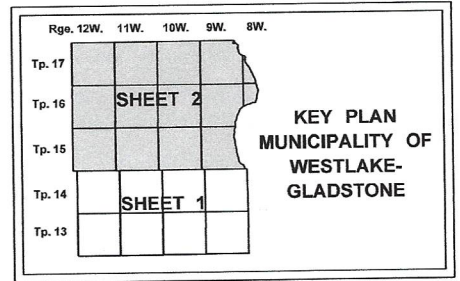 Rge. 12W. 11W. 10W. 9W. 8W.
Tp. 17
Tp. 16
Tp. 15
Tp. 14
Tp. 13
SHEET 2
SHEET 1
KEY PLAN
MUNICIPALITY OF
WESTLAKE-
GLADSTONE